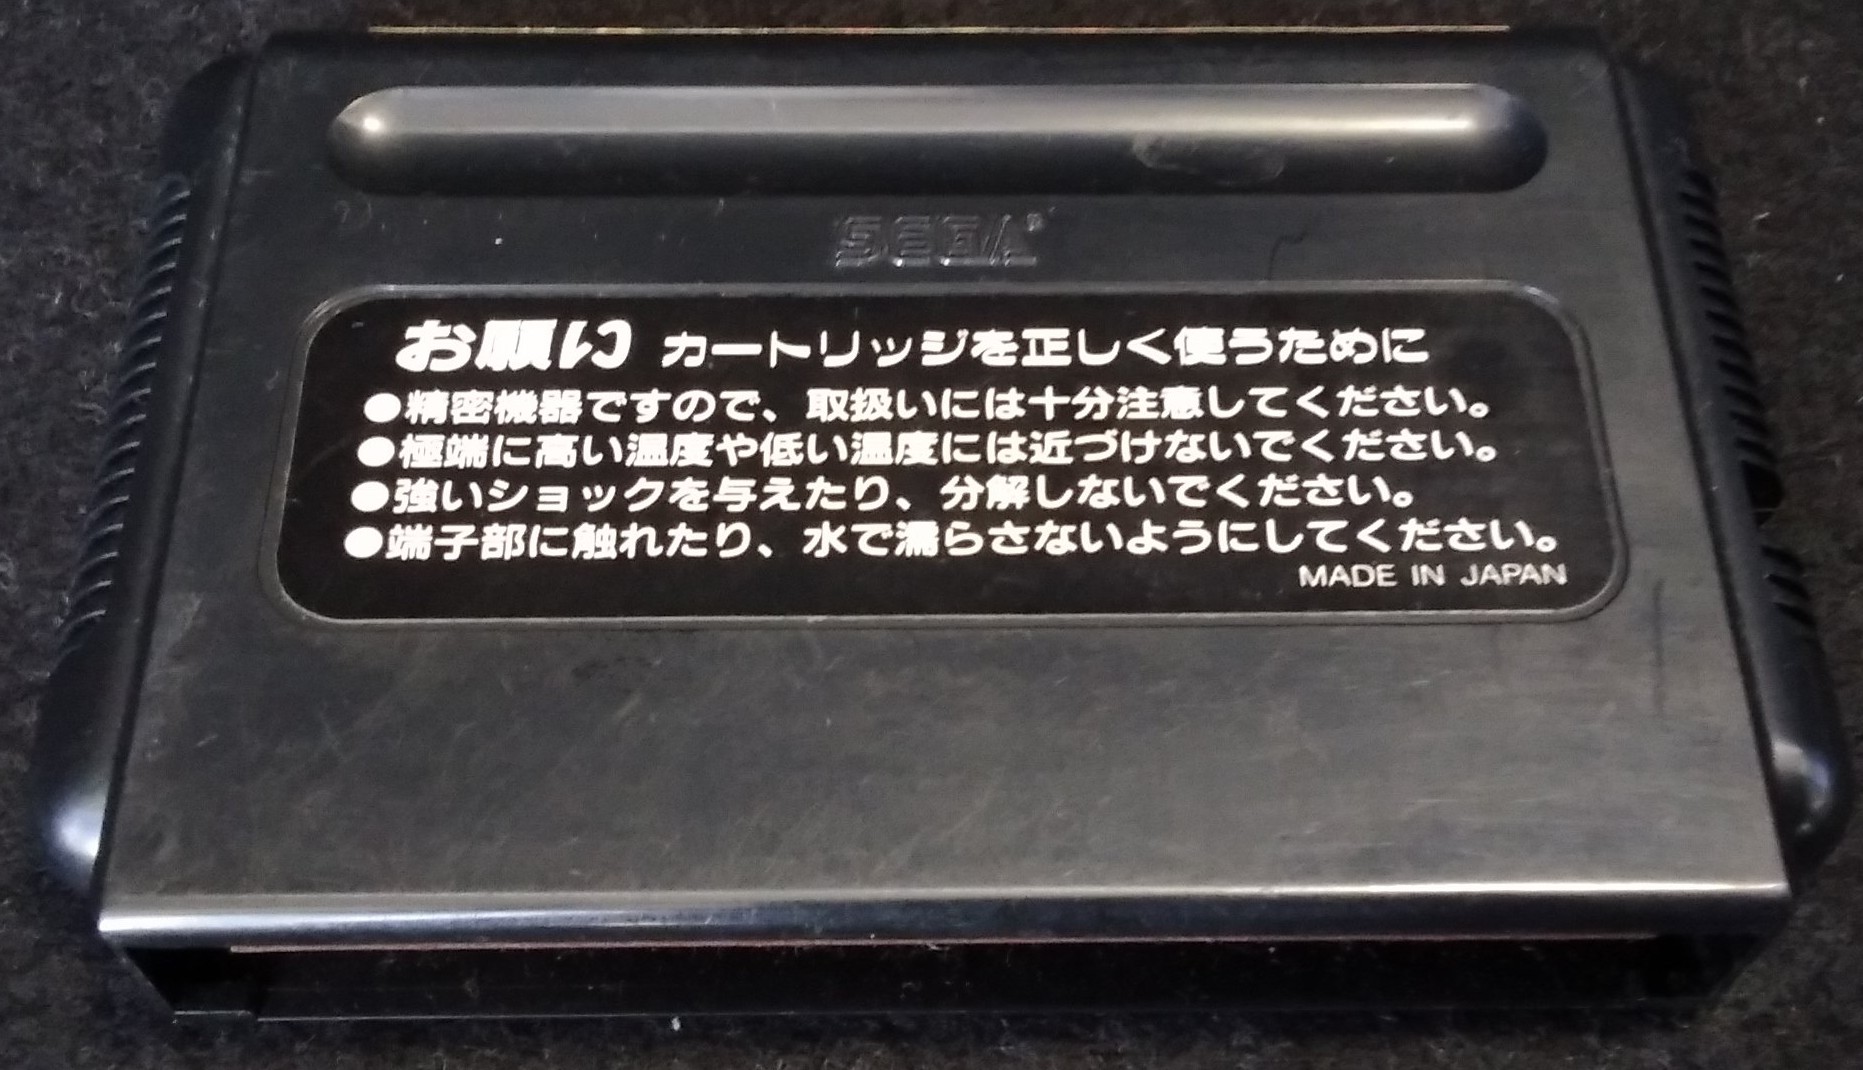 SEGA®
お願い カートリッジを正しく使うために
●精密機器ですので、取扱いには十分注意してください。
●極端に高い温度や低い温度には近づけないでください。
●強いショックを与えたり、分解しないでください。
●端子部に触れたり、水で濡らさないようにしてください。
MADE IN JAPAN